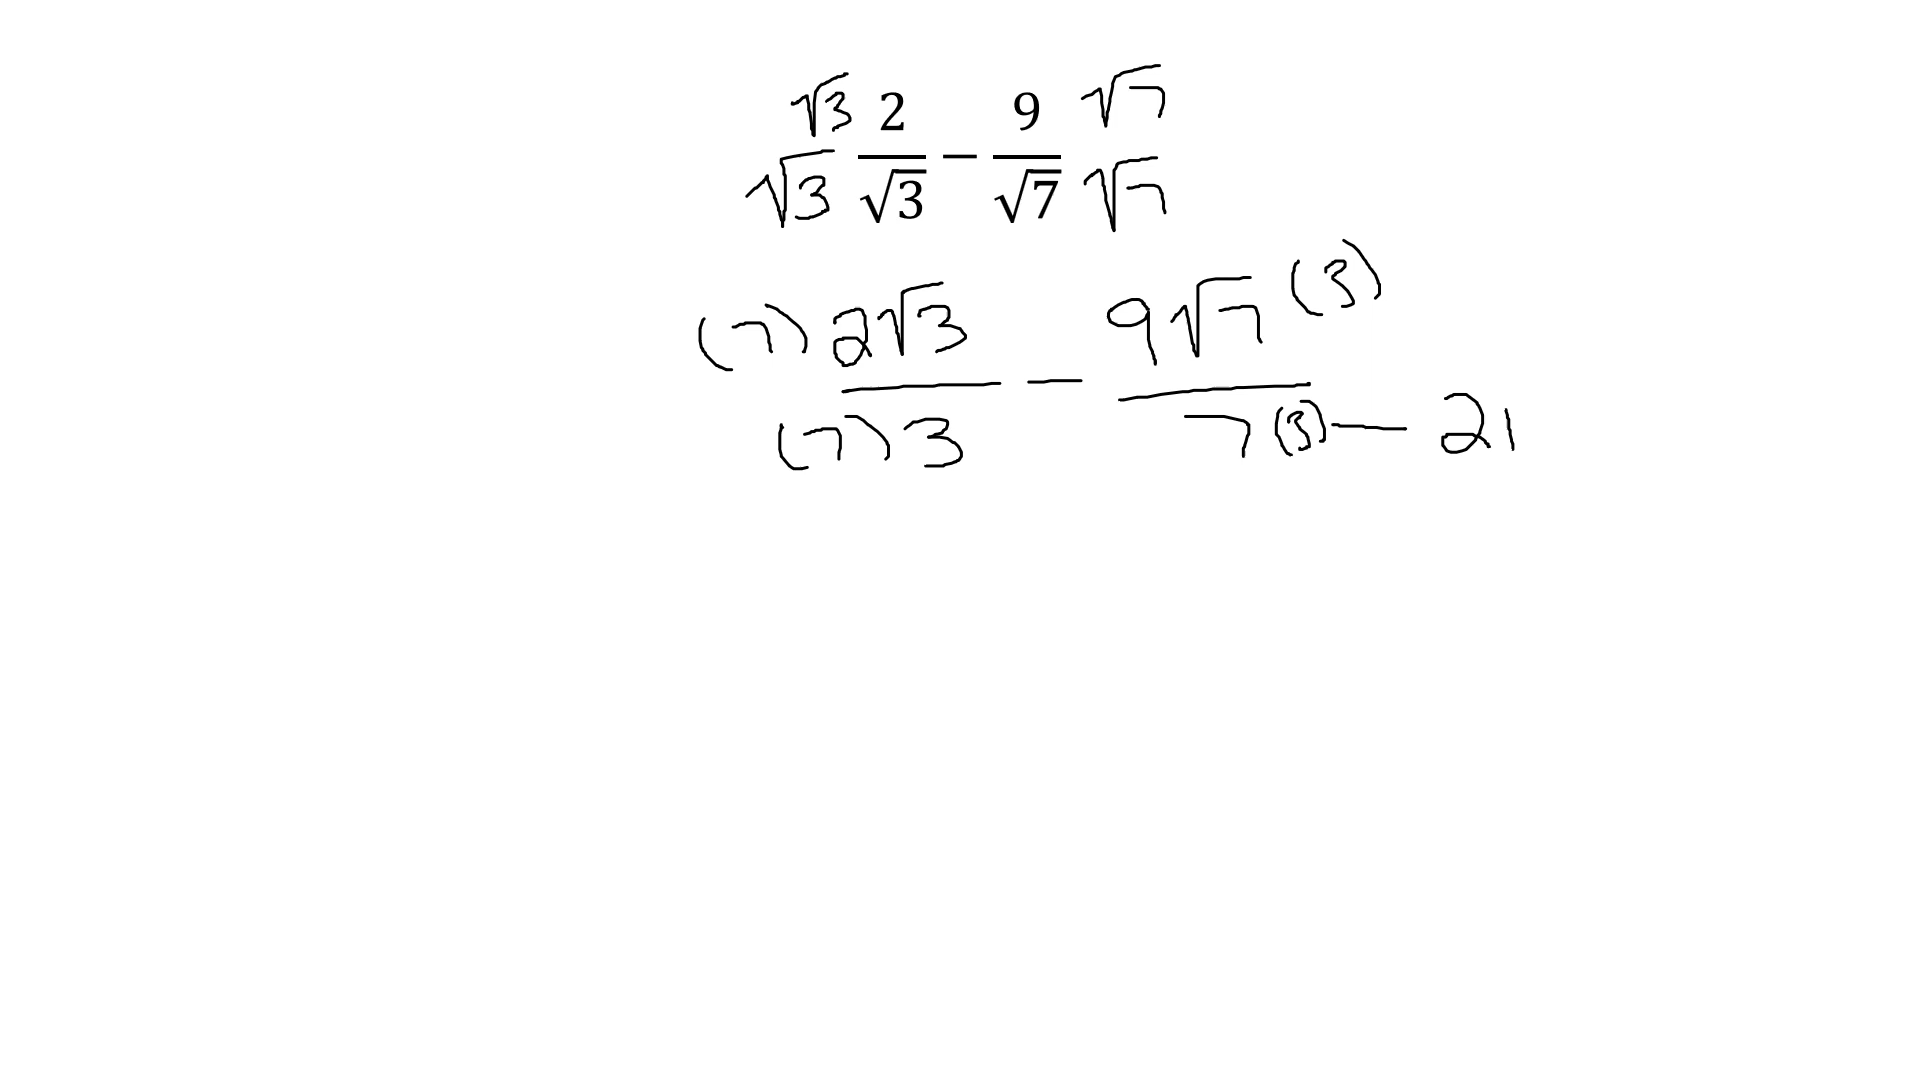 √3 2 − 9 √7
√3 √3 √7 √7
(7) 2√3 − 9√7 (3)
(7) 3 7 (3) — 21